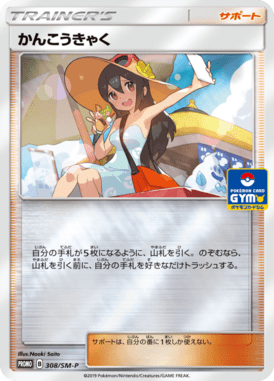 TRAINER'S
サポート
かんこうきゃく
POKÉMON CARD
GYM
ポケモンカードジム
自分の手札が5枚になるように、山札を引く。のぞむなら、
山札を引く前に、自分の手札を好きなだけトラッシュする。
Illus. Naoki Saito
サポートは、自分の番に1枚しか使えない。
PROMO D 308/SM-P
©2019 Pokémon/Nintendo/Creatures/GAME FREAK.